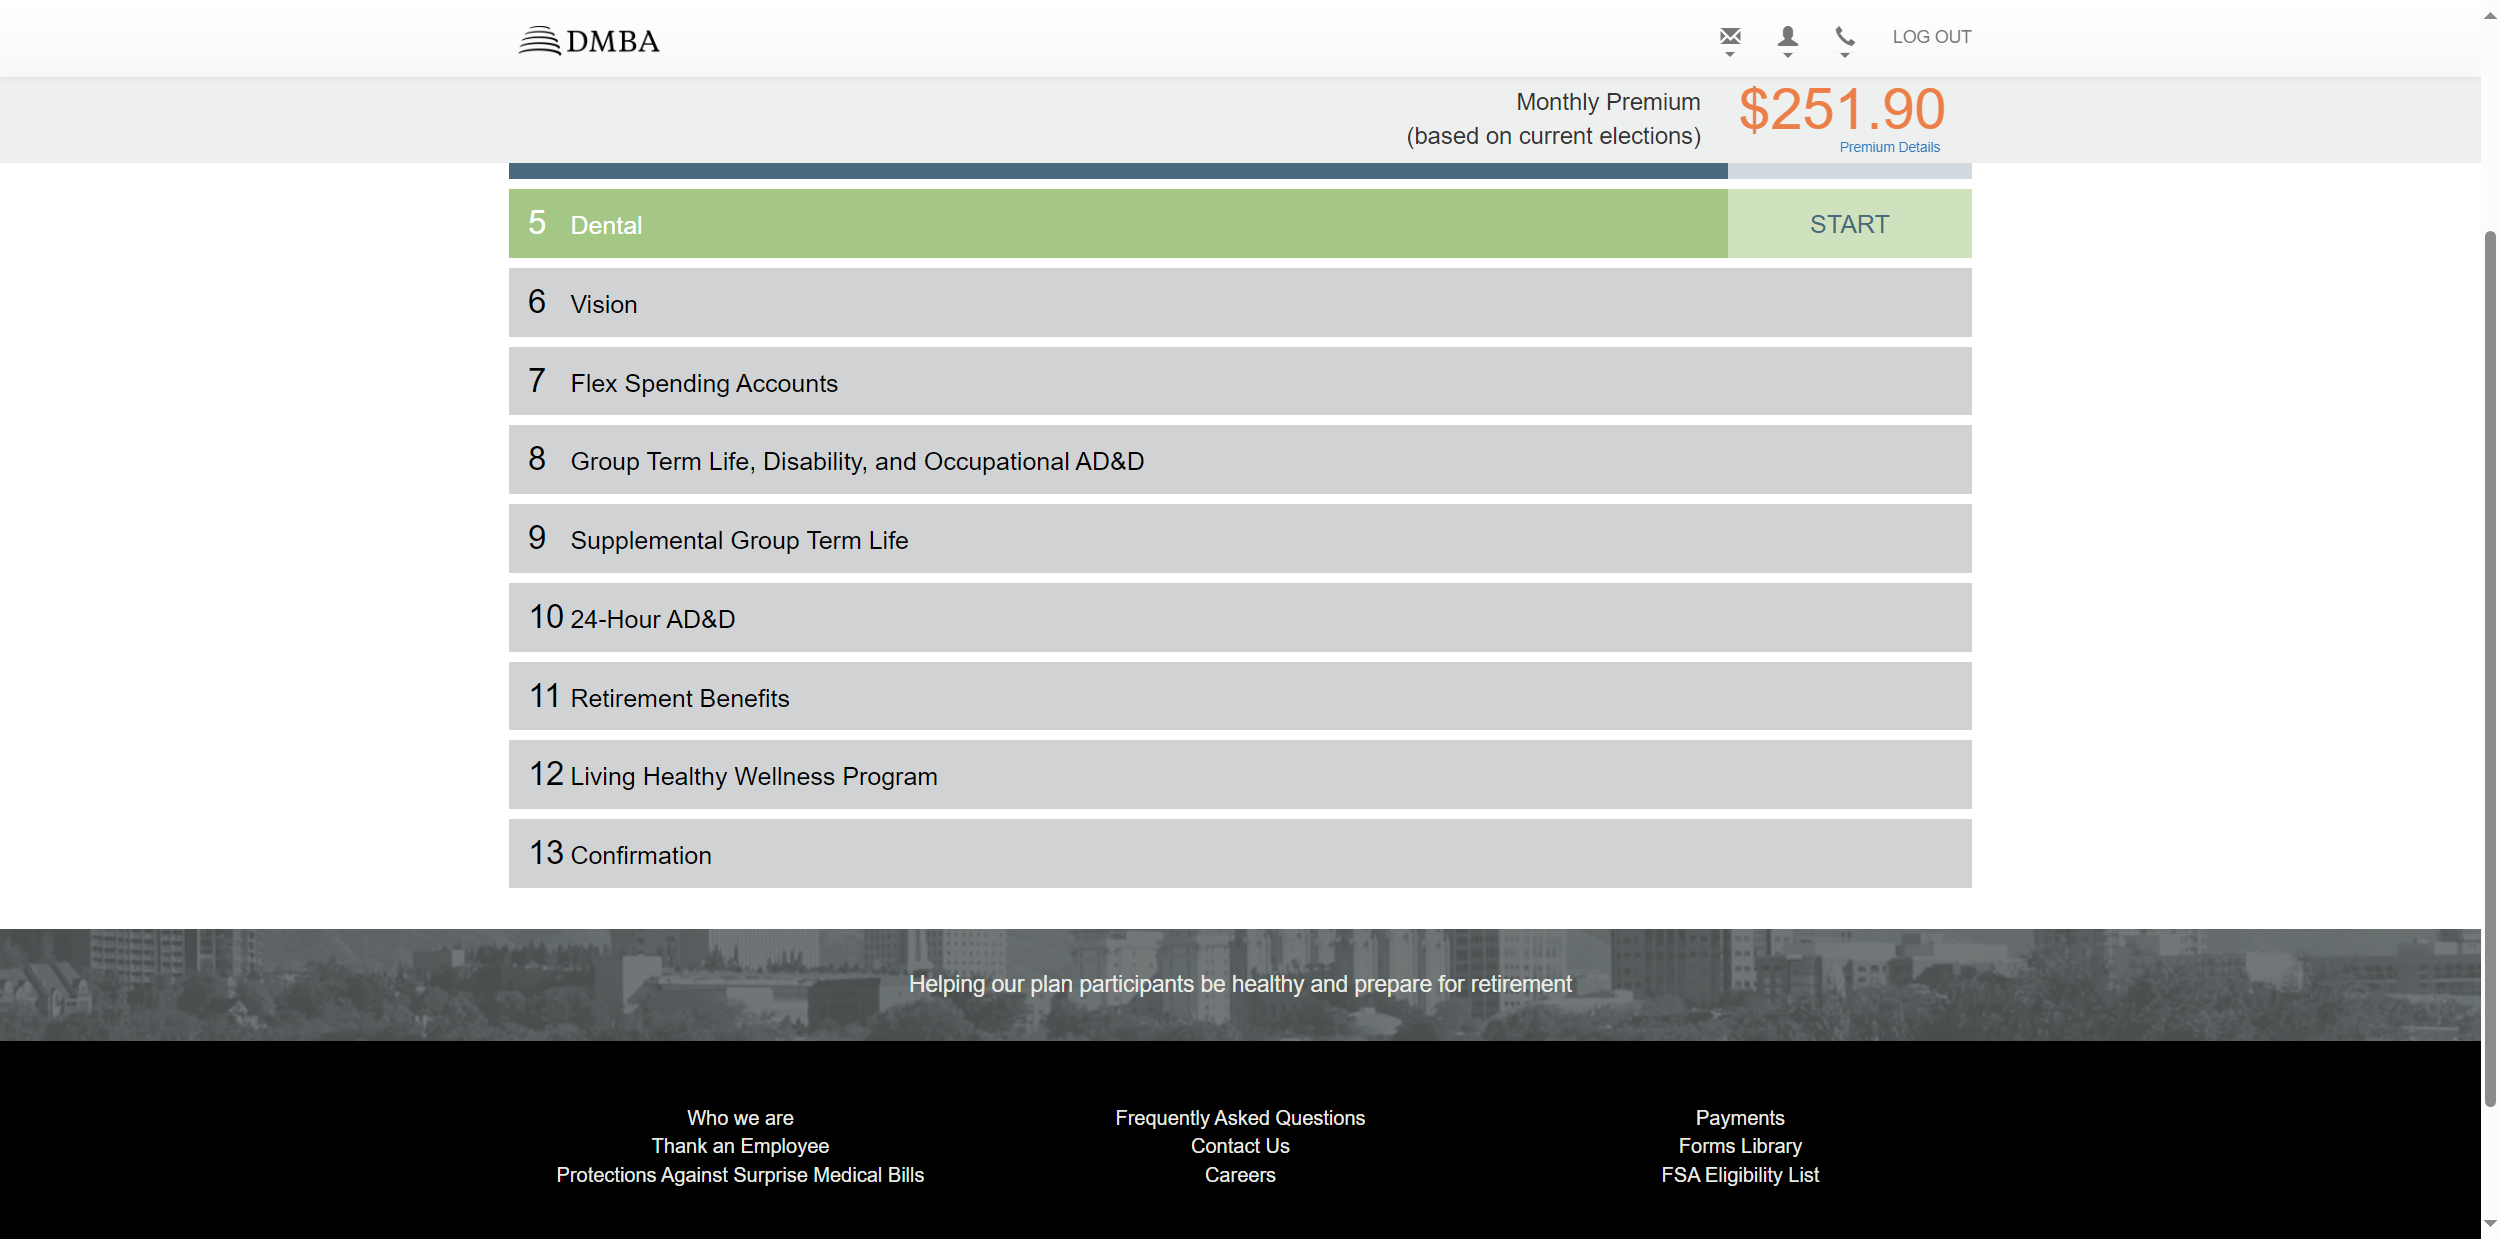 DMBA
LOG OUT
Monthly Premium
(based on current elections)
$251.90
Premium Details
5 Dental
START
6 Vision
7 Flex Spending Accounts
8 Group Term Life, Disability, and Occupational AD&D
9 Supplemental Group Term Life
10 24-Hour AD&D
11 Retirement Benefits
12 Living Healthy Wellness Program
13 Confirmation
Helping our plan participants be healthy and prepare for retirement
Who we are
Thank an Employee
Protections Against Surprise Medical Bills
Frequently Asked Questions
Contact Us
Careers
Payments
Forms Library
FSA Eligibility List